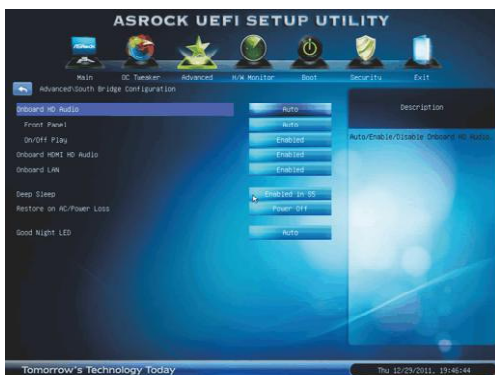 ASROCK UEFI SETUP UTILITY
ASRock
Main OC Tweaker Advanced H/W Monitor Boot Security Exit
Advanced\South Bridge Configuration
Description
Onboard HD Audio Auto
Front Panel Auto
Auto/Enable/Disable Onboard HD Audio.
On/Off Play Enabled
Onboard HDMI HD Audio Enabled
Onboard LAN Enabled
Deep Sleep Enabled in S5
Restore on AC/Power Loss Power Off
Good Night LED Auto
Tomorrow's Technology Today
Thu 12/29/2011, 19:46:44